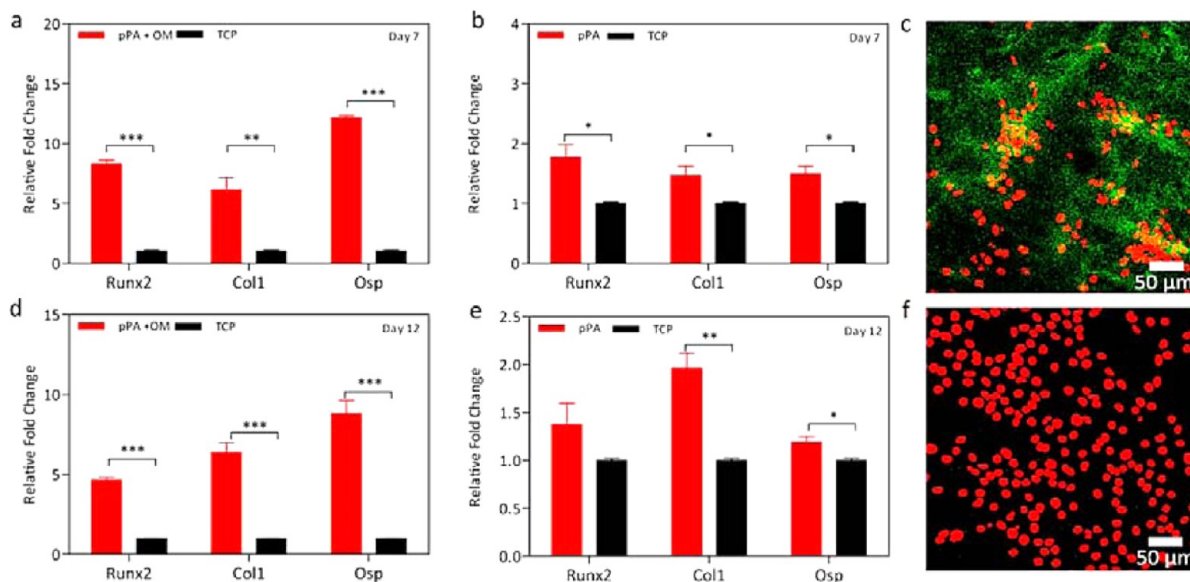 a
20
15
10
5
0
Relative Fold Change
pPA + OM TCP
Day 7
*** ** ***
Runx2 Col1 Osp
b
4
3
2
1
0
Relative Fold Change
pPA TCP
Day 7
* * *
Runx2 Col1 Osp
c
50 µm
d
15
10
5
0
Relative Fold Change
pPA +OM TCP
Day 12
*** *** ***
Runx2 Col1 Osp
e
2.5
2.0
1.5
1.0
0.5
0.0
Relative Fold Change
pPA TCP
Day 12
** *
Runx2 Col1 Osp
f
50 µm